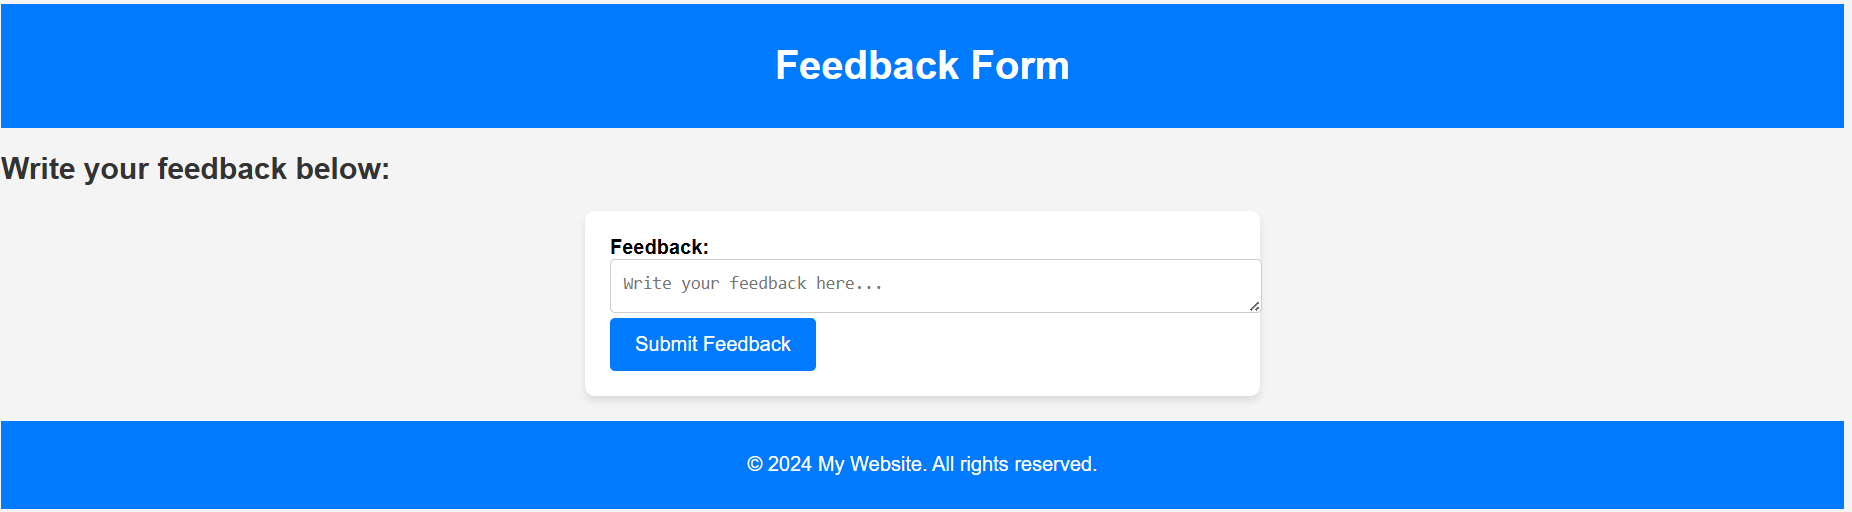 Feedback Form
Write your feedback below:
Feedback:
Write your feedback here...
Submit Feedback
© 2024 My Website. All rights reserved.